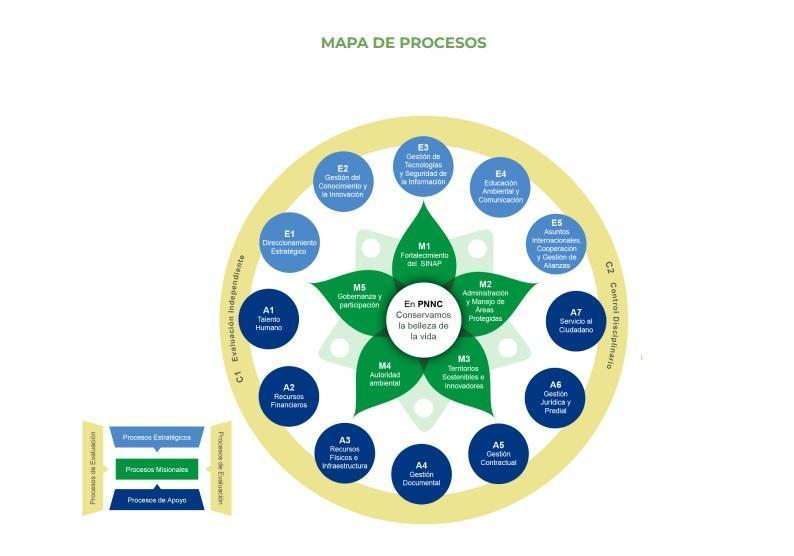 MAPA DE PROCESOS
E3
Gestión de
Tecnologías
y Seguridad de
la Información
E2
Gestión del
Conocimiento y
la Innovación
E4
Educación
Ambiental y
Comunicación
E1
Direccionamiento
Estratégico
E5
Asuntos
Internacionales,
Cooperación
y Gestión de
Alianzas
M1
Fortalecimiento
del SINAP
M5
Gobernanza y
participación
M2
Administración
y Manejo de
Áreas
Protegidas
En PNNC
Conservamos
la belleza de
la vida
M4
Autoridad
ambiental
M3
Territorios
Sostenibles e
Innovadores
C1 Evaluación Independiente
C2 Control Disciplinario
A1
Talento
Humano
A7
Servicio al
Ciudadano
A2
Recursos
Financieros
A6
Gestión
Jurídica y
Predial
A3
Recursos
Físicos e
Infraestructura
A4
Gestión
Documental
A5
Gestión
Contractual
Procesos de Evaluación
Procesos Estratégicos
Procesos Misionales
Procesos de Apoyo
Procesos de Evaluación